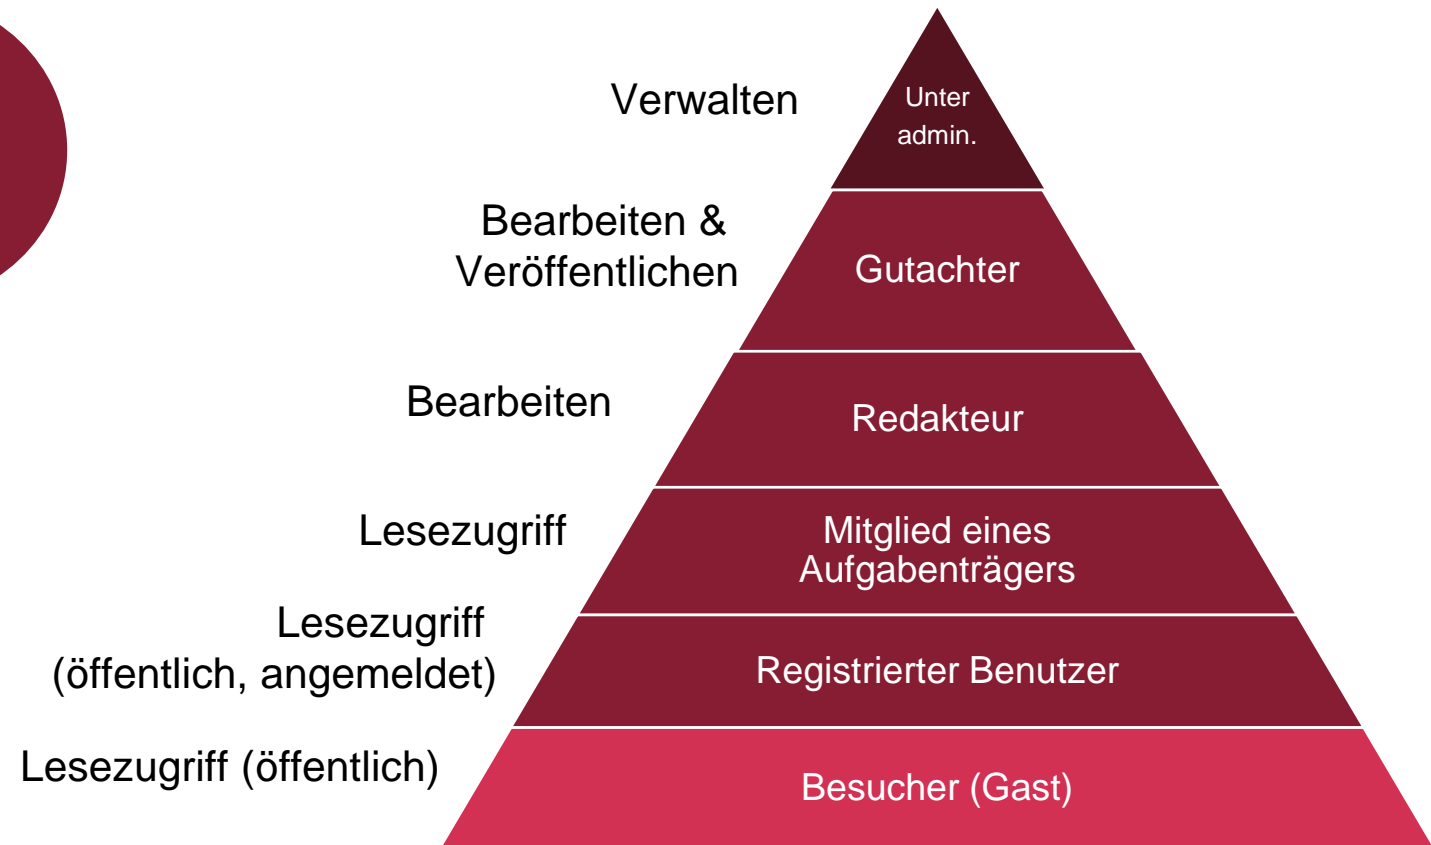 Verwalten
Unter
admin.
Bearbeiten &
Veröffentlichen
Gutachter
Bearbeiten
Redakteur
Lesezugriff
Mitglied eines
Aufgabenträgers
Lesezugriff
(öffentlich, angemeldet)
Registrierter Benutzer
Lesezugriff (öffentlich)
Besucher (Gast)